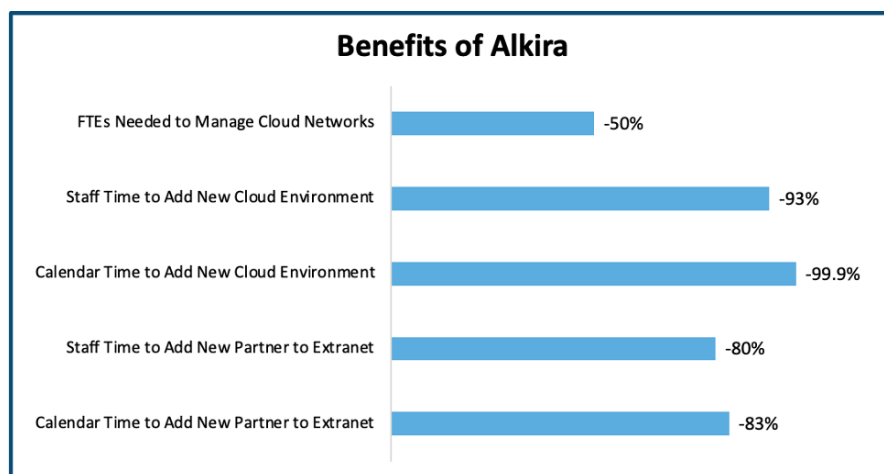 Benefits of Alkira
FTEs Needed to Manage Cloud Networks -50%
Staff Time to Add New Cloud Environment -93%
Calendar Time to Add New Cloud Environment -99.9%
Staff Time to Add New Partner to Extranet -80%
Calendar Time to Add New Partner to Extranet -83%